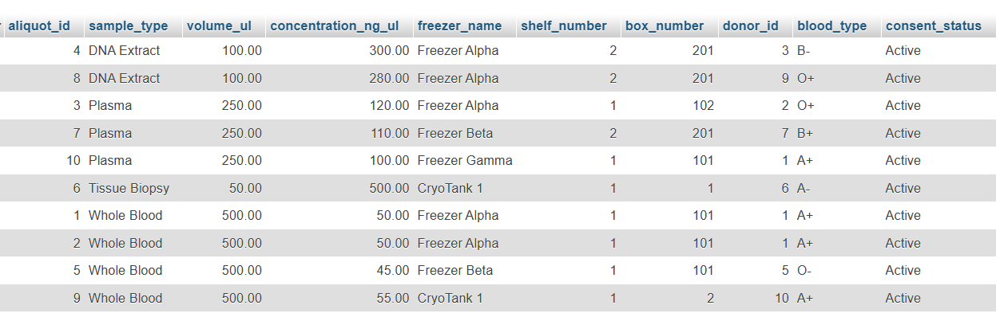 aliquot_id sample_type volume_ul concentration_ng_ul freezer_name shelf_number box_number donor_id blood_type consent_status
4 DNA Extract 100.00 300.00 Freezer Alpha 2 201 3 B- Active
8 DNA Extract 100.00 280.00 Freezer Alpha 2 201 9 O+ Active
3 Plasma 250.00 120.00 Freezer Alpha 1 102 2 O+ Active
7 Plasma 250.00 110.00 Freezer Beta 2 201 7 B+ Active
10 Plasma 250.00 100.00 Freezer Gamma 1 101 1 A+ Active
6 Tissue Biopsy 50.00 500.00 CryoTank 1 1 1 6 A- Active
1 Whole Blood 500.00 50.00 Freezer Alpha 1 101 1 A+ Active
2 Whole Blood 500.00 50.00 Freezer Alpha 1 101 1 A+ Active
5 Whole Blood 500.00 45.00 Freezer Beta 1 101 5 O- Active
9 Whole Blood 500.00 55.00 CryoTank 1 1 2 10 A+ Active